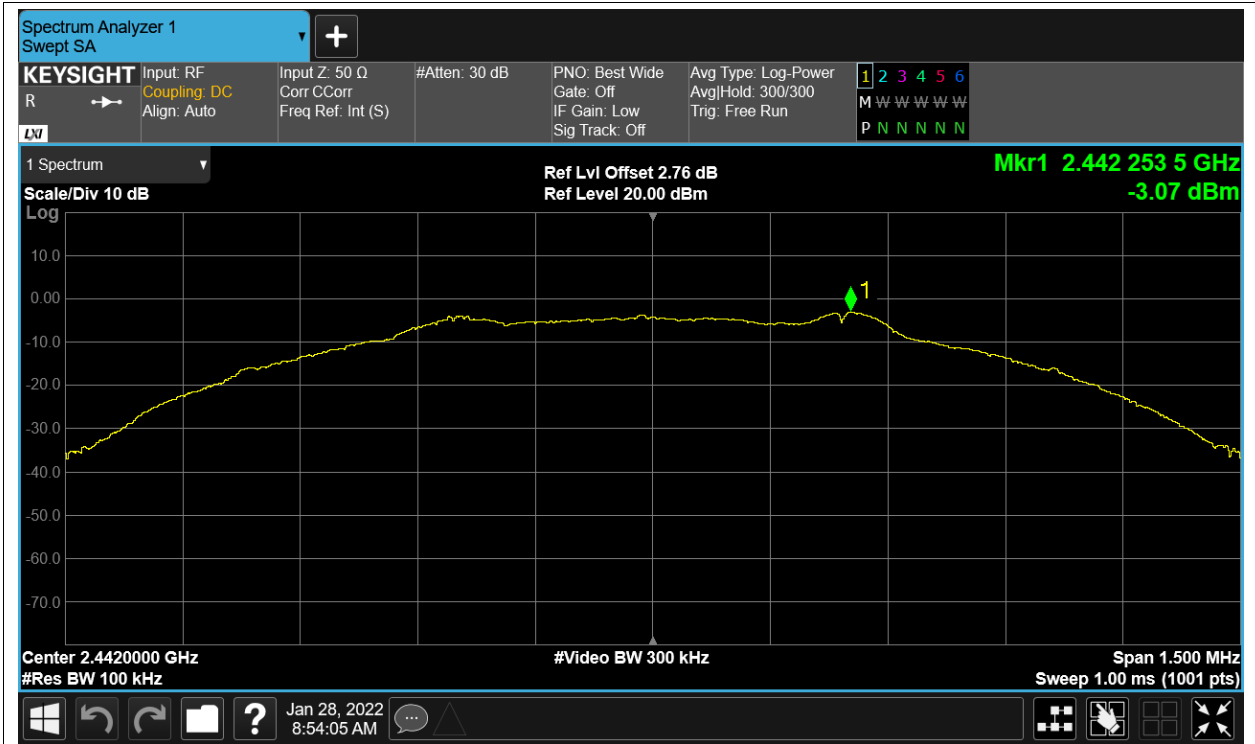 Spectrum Analyzer 1
Swept SA
KEYSIGHT
R
LXI
Input: RF
Coupling: DC
Align: Auto
Input Z: 50 Ω
Corr CCorr
Freq Ref: Int (S)
#Atten: 30 dB
PNO: Best Wide
Gate: Off
IF Gain: Low
Sig Track: Off
Avg Type: Log-Power
Avg|Hold: 300/300
Trig: Free Run
1 2 3 4 5 6
M W W W W W
P N N N N N
1 Spectrum
Scale/Div 10 dB
Log
Ref Lvl Offset 2.76 dB
Ref Level 20.00 dBm
Mkr1 2.442 253 5 GHz
-3.07 dBm
10.0
0.00
1
-10.0
-20.0
-30.0
-40.0
-50.0
-60.0
-70.0
Center 2.4420000 GHz
#Video BW 300 kHz
Span 1.500 MHz
#Res BW 100 kHz
Sweep 1.00 ms (1001 pts)
?
Jan 28, 2022
8:54:05 AM